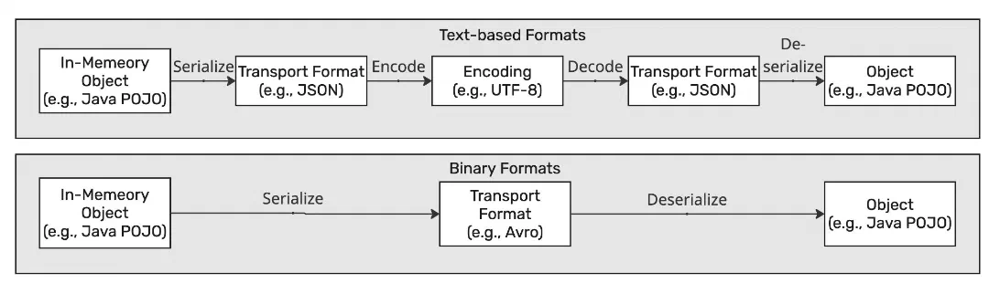 Text-based Formats
In-Memeory
Object
(e.g., Java POJO)
Serialize
Transport Format
(e.g., JSON)
Encode
Encoding
(e.g., UTF-8)
Decode
Transport Format
(e.g., JSON)
De-
serialize
Object
(e.g., Java POJO)
Binary Formats
In-Memeory
Object
(e.g., Java POJO)
Serialize
Transport
Format
(e.g., Avro)
Deserialize
Object
(e.g., Java POJO)